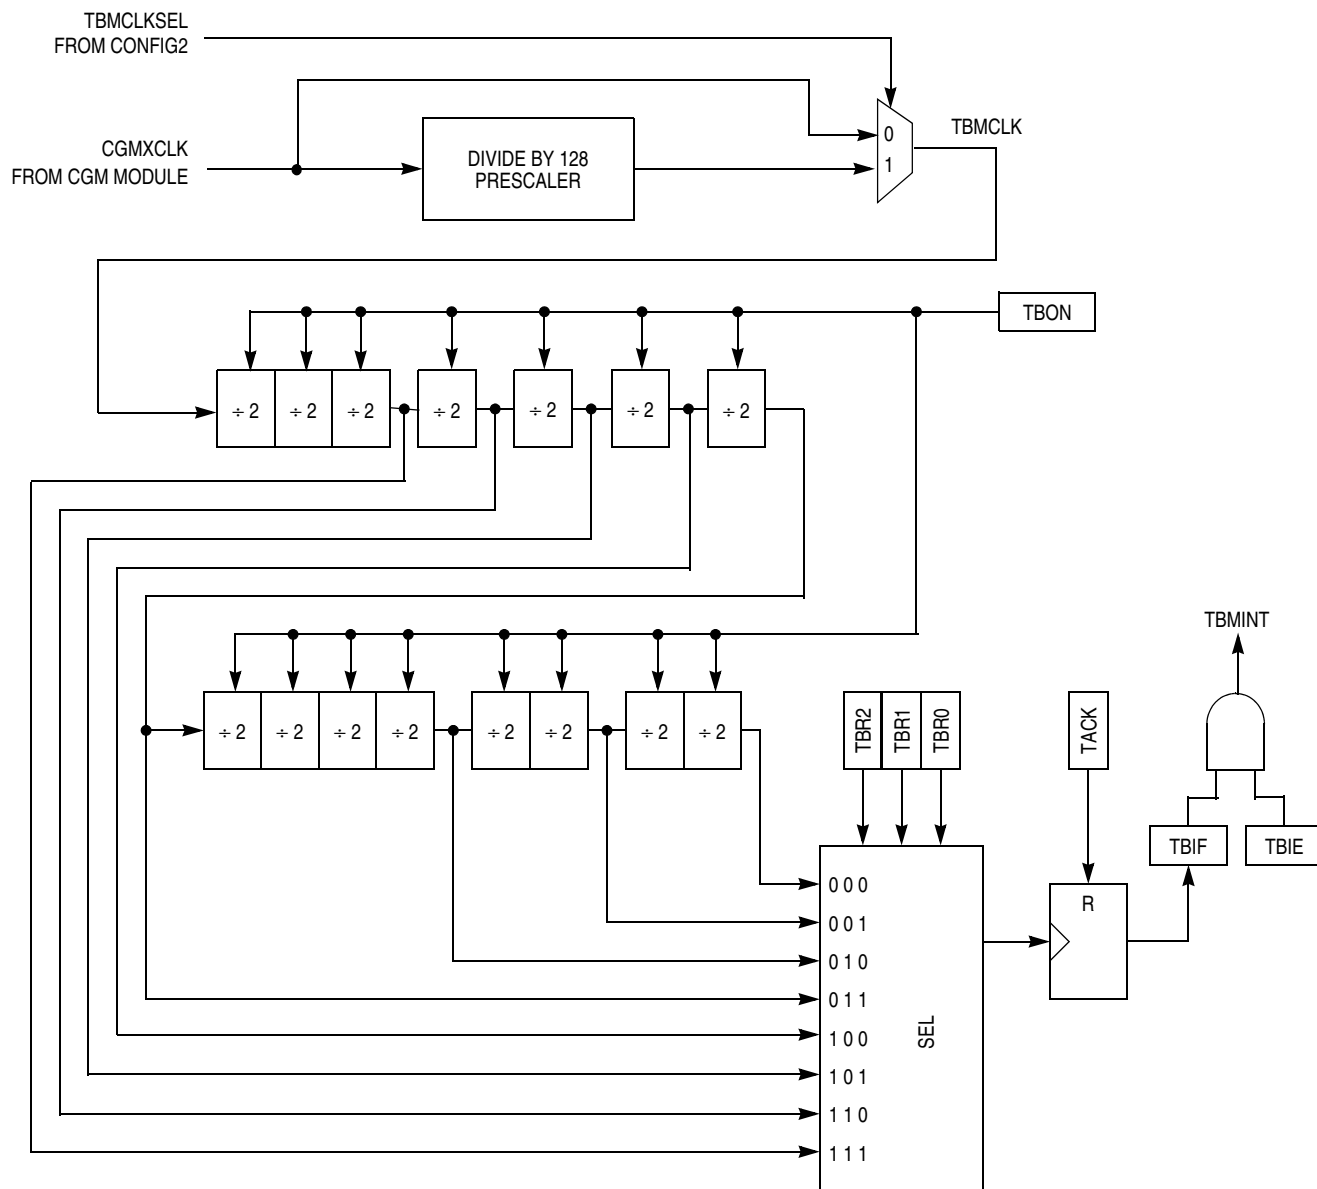 TBMCLKSEL
FROM CONFIG2
CGMXCLK
FROM CGM MODULE
DIVIDE BY 128
PRESCALER
0
1
TBMCLK
TBON
÷ 2
÷ 2
÷ 2
÷ 2
÷ 2
÷ 2
÷ 2
TBMINT
÷ 2
÷ 2
÷ 2
÷ 2
÷ 2
÷ 2
÷ 2
÷ 2
TBR2
TBR1
TBR0
TACK
TBIF
TBIE
0 0 0
0 0 1
0 1 0
0 1 1
1 0 0
1 0 1
1 1 0
1 1 1
SEL
R